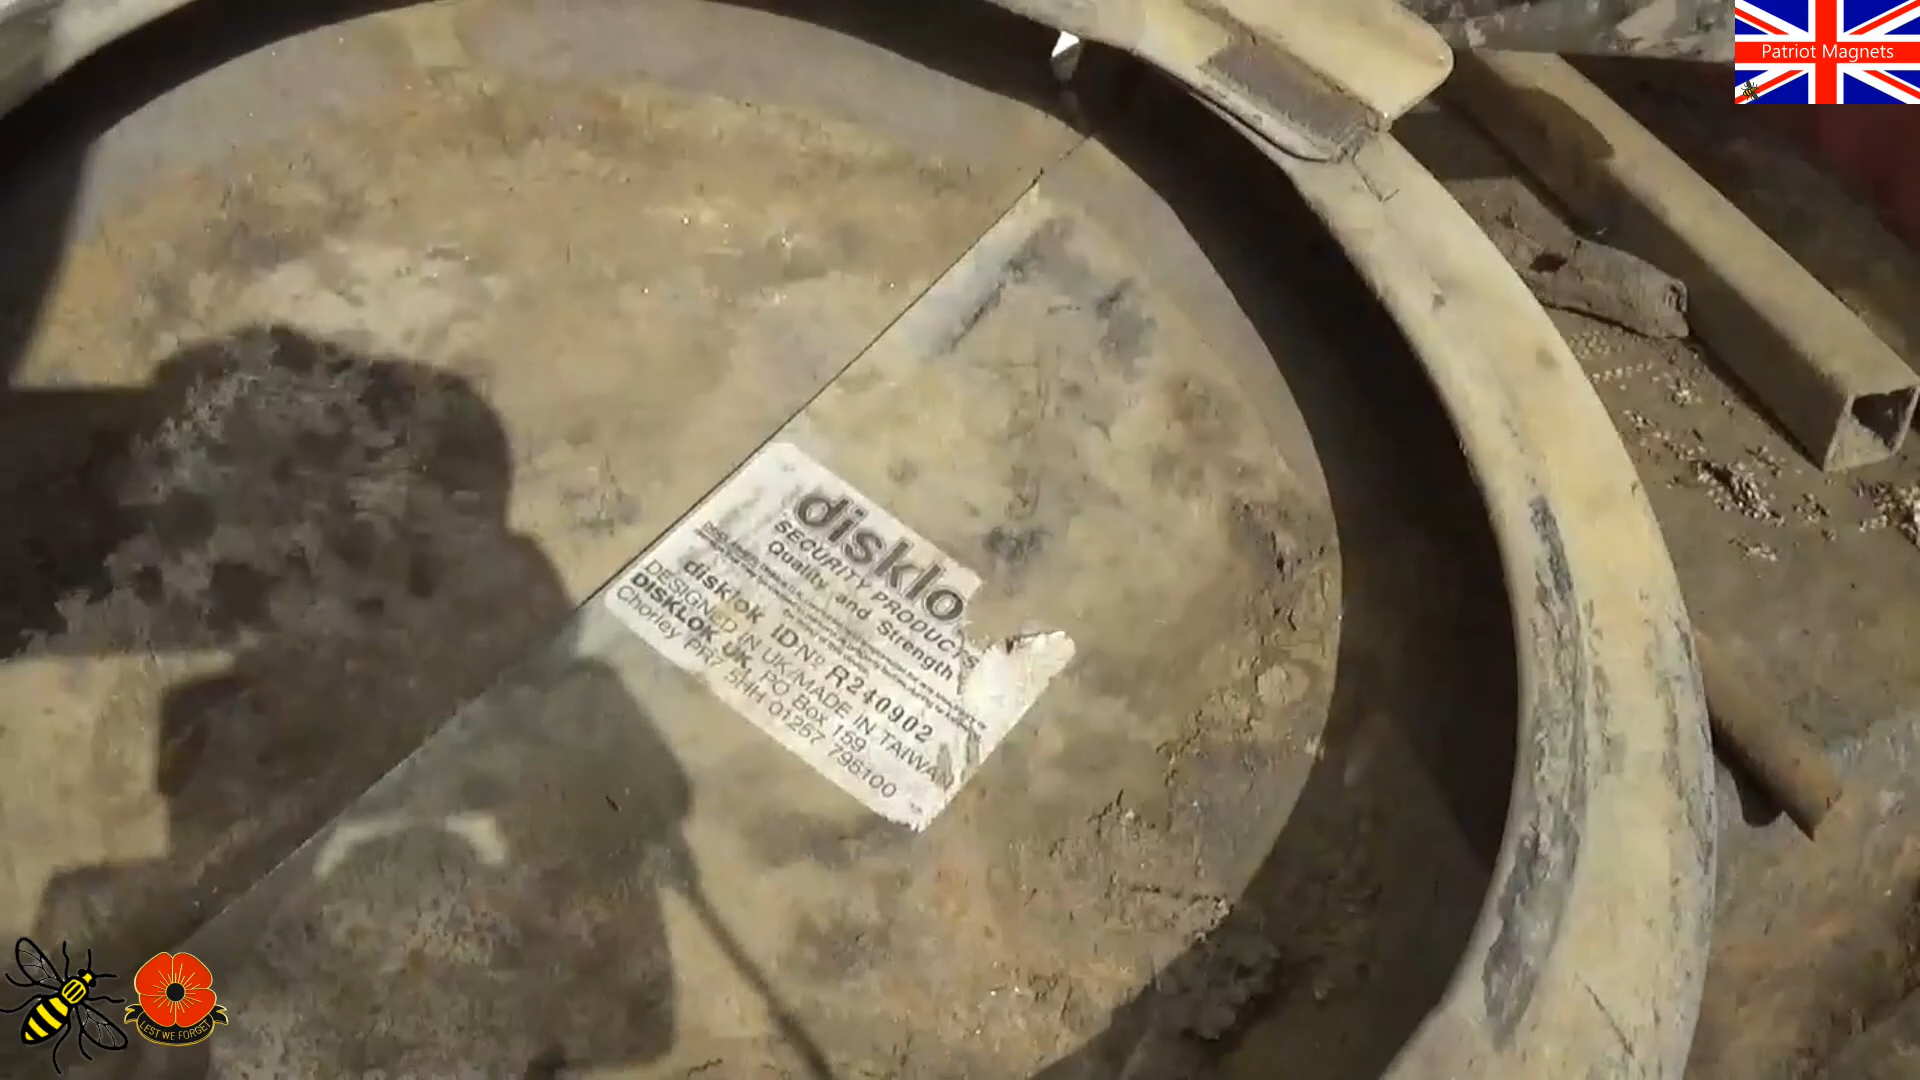 Patriot Magnets
disklo
SECURITY PRODUCTS
Quality and Strength
disklok IDNº R240902
DESIGNED IN UK/MADE IN TAIWAN
DISKLOK UK, PO Box 159
Chorley PR7 5HH 01257 795100
LEST WE FORGET